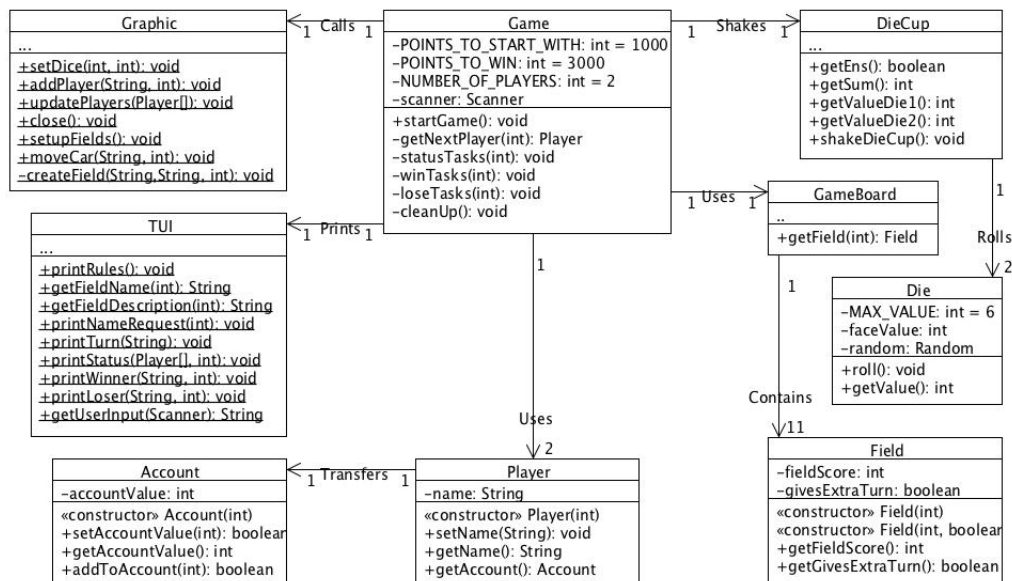 Graphic
...
+setDice(int, int): void
+addPlayer(String, int): void
+updatePlayers(Player[]): void
+close(): void
+setupFields(): void
+moveCar(String, int): void
-createField(String,String, int): void
1 Calls 1
Game
-POINTS_TO_START_WITH: int = 1000
-POINTS_TO_WIN: int = 3000
-NUMBER_OF_PLAYERS: int = 2
-scanner: Scanner
+startGame(): void
-getNextPlayer(int): Player
-statusTasks(int): void
-winTasks(int): void
-loseTasks(int): void
-cleanUp(): void
1 Shakes 1
DieCup
...
+getEns(): boolean
+getSum(): int
+getValueDie1(): int
+getValueDie2(): int
+shakeDieCup(): void
1 Uses 1
GameBoard
..
+getField(int): Field
1
Rolls
2
TUI
...
+printRules(): void
+getFieldName(int): String
+getFieldDescription(int): String
+printNameRequest(int): void
+printTurn(String): void
+printStatus(Player[], int): void
+printWinner(String, int): void
+printLoser(String, int): void
+getUserInput(Scanner): String
1 Prints 1
1
Uses
2
1
Contains
11
Die
-MAX_VALUE: int = 6
-faceValue: int
-random: Random
+roll(): void
+getValue(): int
Account
-accountValue: int
«constructor» Account(int)
+setAccountValue(int): boolean
+getAccountValue(): int
+addToAccount(int): boolean
1 Transfers 1
Player
-name: String
«constructor» Player(int)
+setName(String): void
+getName(): String
+getAccount(): Account
Field
-fieldScore: int
-givesExtraTurn: boolean
«constructor» Field(int)
«constructor» Field(int, boolean
+getFieldScore(): int
+getGivesExtraTurn(): boolean